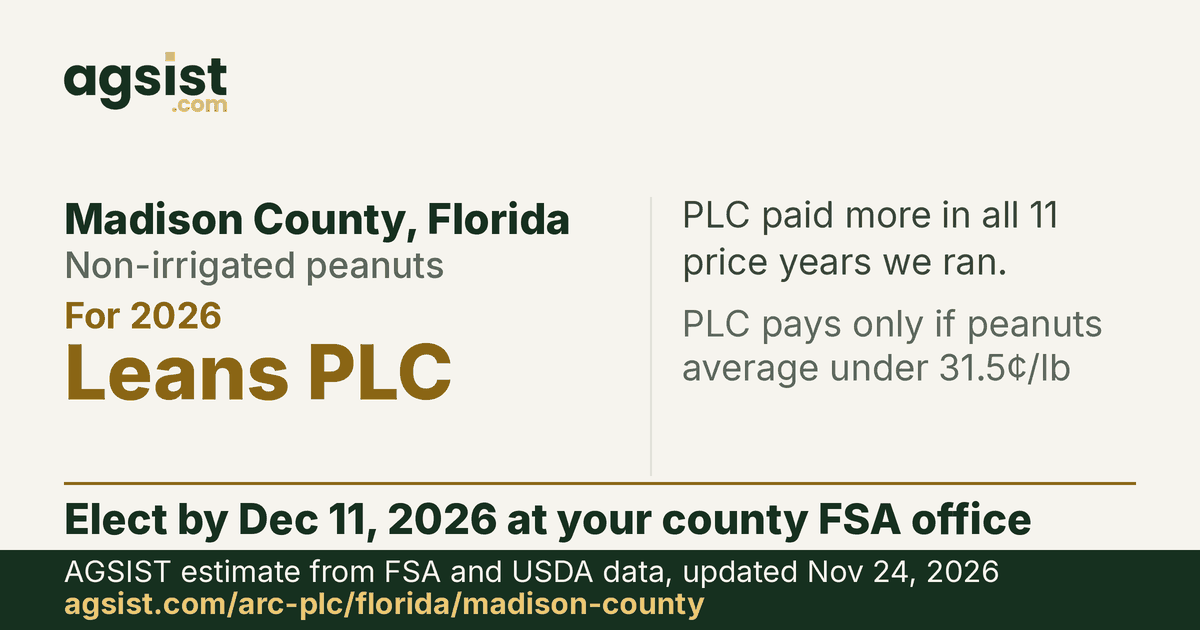 agsist
.com
Madison County, Florida
Non-irrigated peanuts
For 2026
Leans PLC
PLC paid more in all 11
price years we ran.
PLC pays only if peanuts
average under 31.5¢/lb
Elect by Dec 11, 2026 at your county FSA office
AGSIST estimate from FSA and USDA data, updated Nov 24, 2026
agsist.com/arc-plc/florida/madison-county